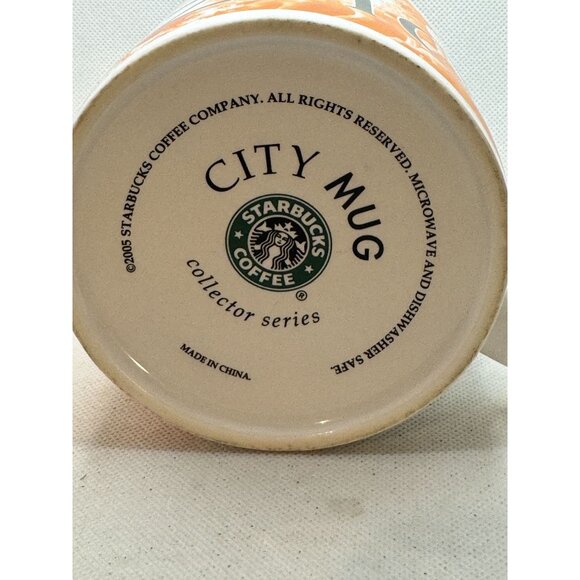 ©2005 STARBUCKS COFFEE COMPANY. ALL RIGHTS RESERVED. MICROWAVE AND DISHWASHER SAFE.
CITY MUG
STARBUCKS
COFFEE
®
collector series
MADE IN CHINA.